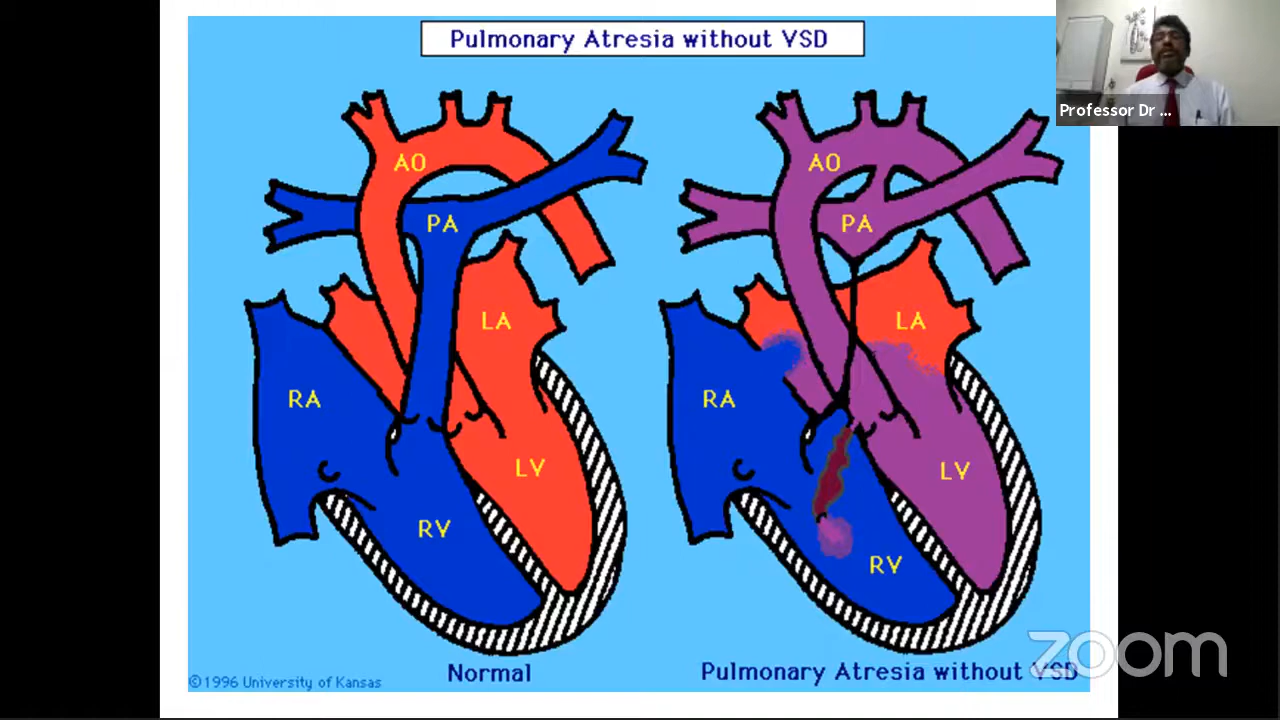 Pulmonary Atresia without VSD
Professor Dr ...
AO
PA
LA
RA
LV
RV
AO
PA
LA
RA
LV
RV
Normal
Pulmonary Atresia without VSD
©1996 University of Kansas
zoom